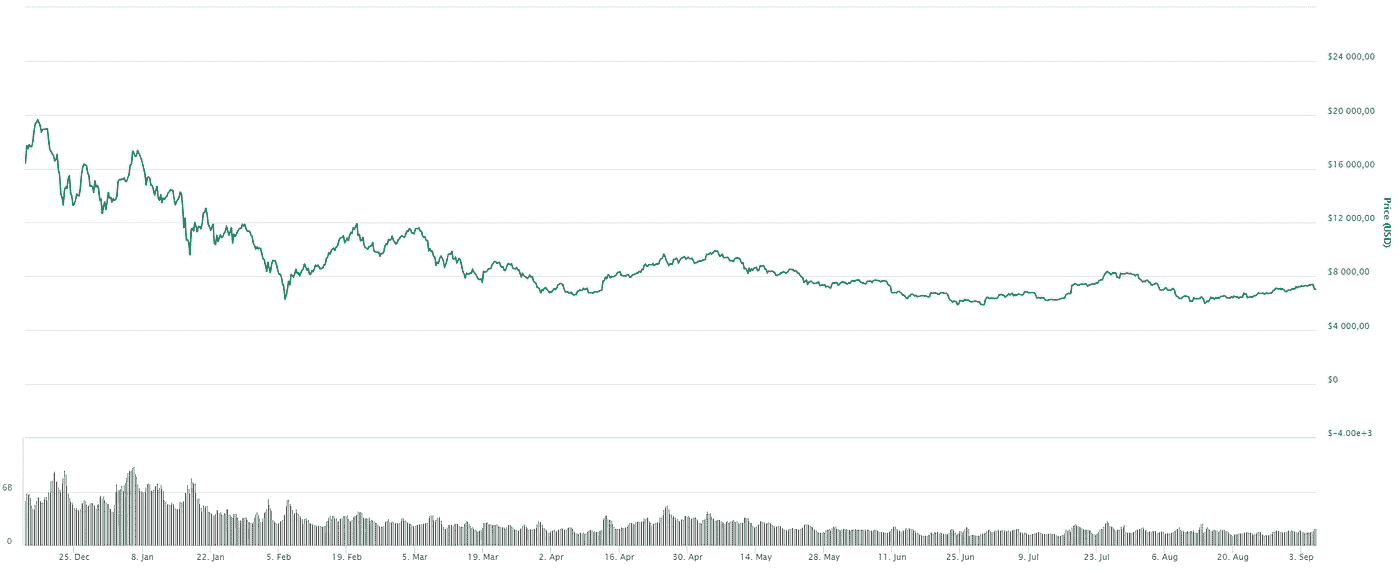 $24 000,00
$20 000,00
$16 000,00
$12 000,00
$8 000,00
$4 000,00
$0
$-4.00e+3
Price (USD)
6B
0
25. Dec 8. Jan 22. Jan 5. Feb 19. Feb 5. Mar 19. Mar 2. Apr 16. Apr 30. Apr 14. May 28. May 11. Jun 25. Jun 9. Jul 23. Jul 6. Aug 20. Aug 3. Sep